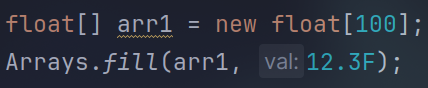 float[] arr1 = new float[100];
Arrays.fill(arr1, val: 12.3F);